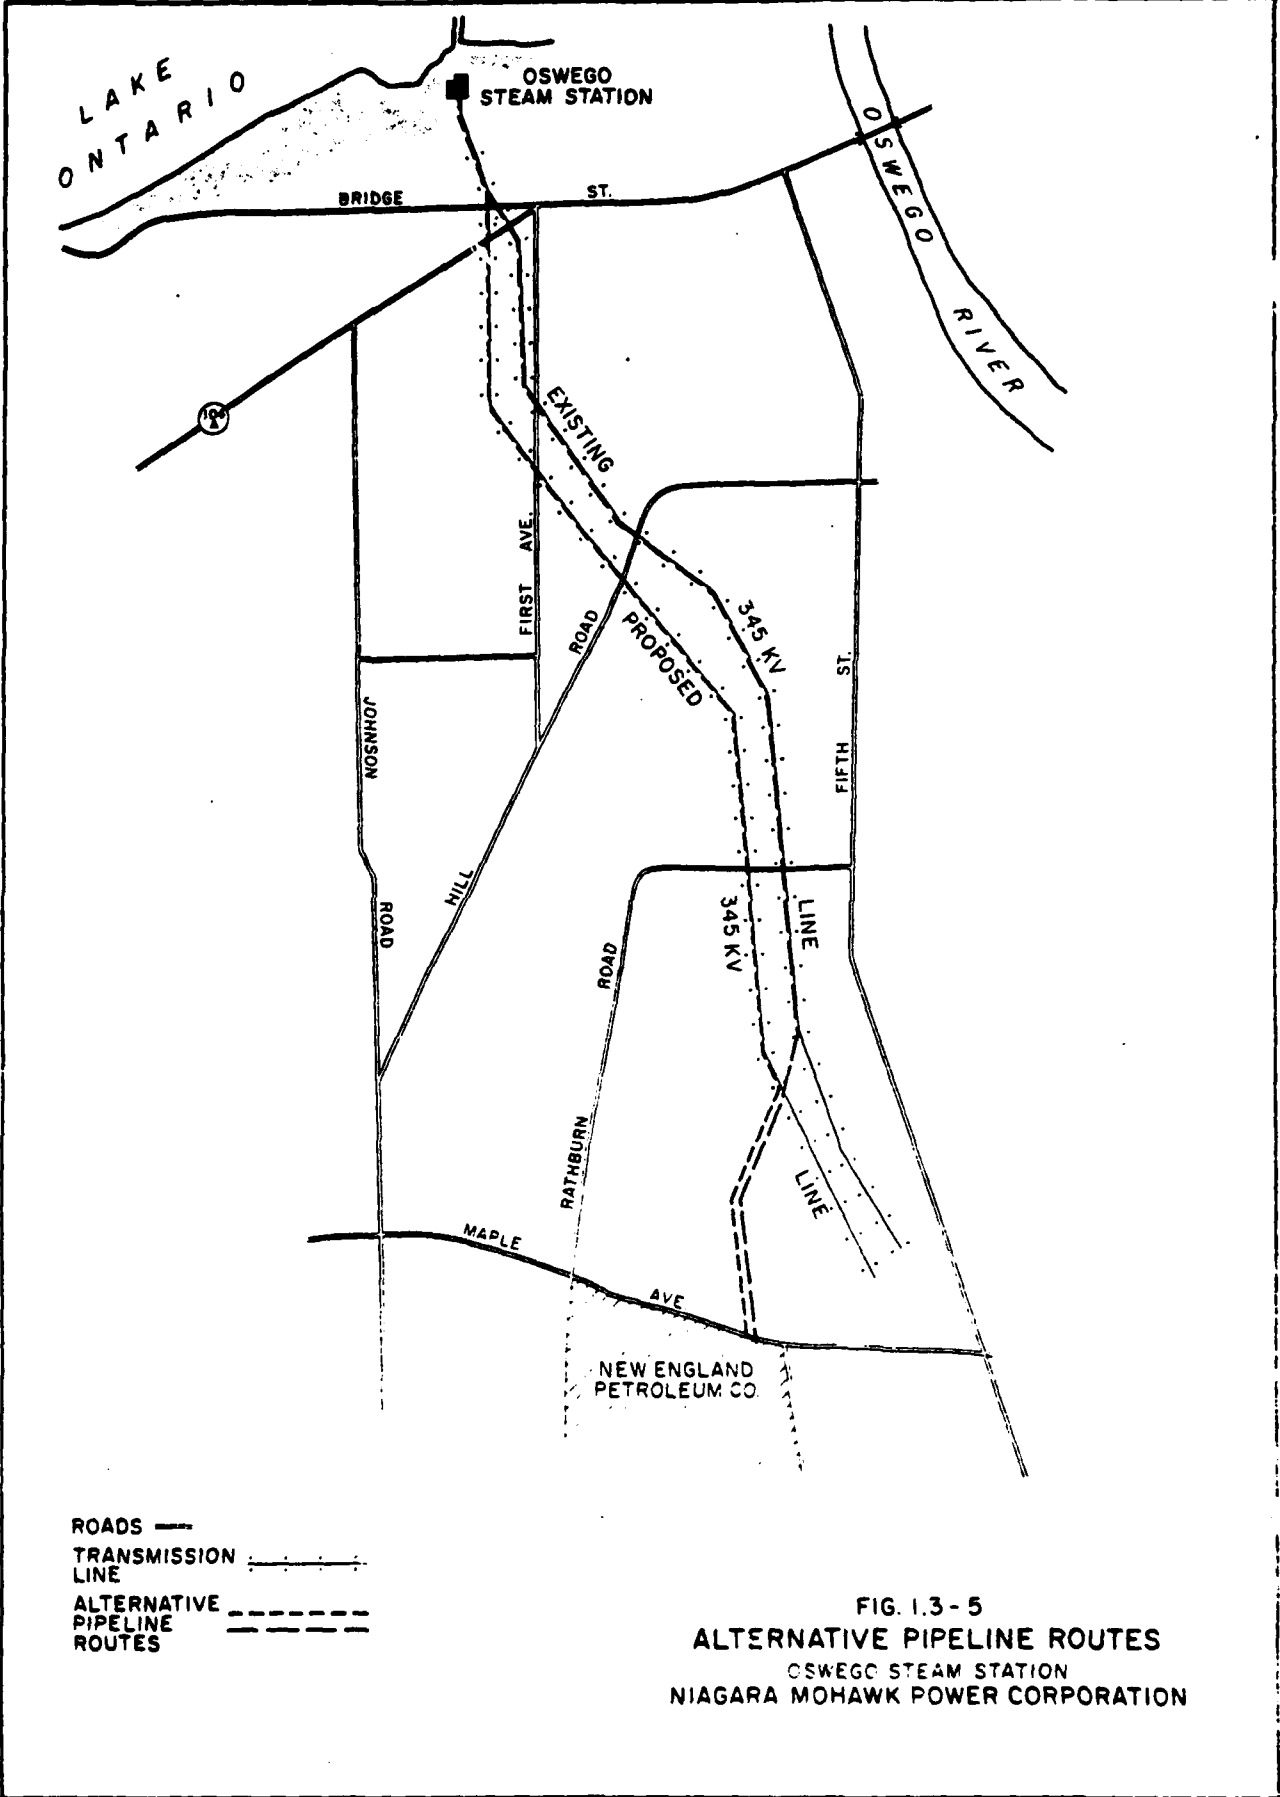 LAKE
ONTARIO
OSWEGO
STEAM STATION
OSWEGO
RIVER
BRIDGE ST.
EXISTING
345 KV
LINE
FIRST AVE.
HILL ROAD
PROPOSED
345 KV
LINE
FIFTH ST.
JOHNSON
ROAD
RATHBURN ROAD
MAPLE
AVE
NEW ENGLAND
PETROLEUM CO.
ROADS
TRANSMISSION
LINE
ALTERNATIVE
PIPELINE
ROUTES
FIG. 1.3-5
ALTERNATIVE PIPELINE ROUTES
OSWEGO STEAM STATION
NIAGARA MOHAWK POWER CORPORATION